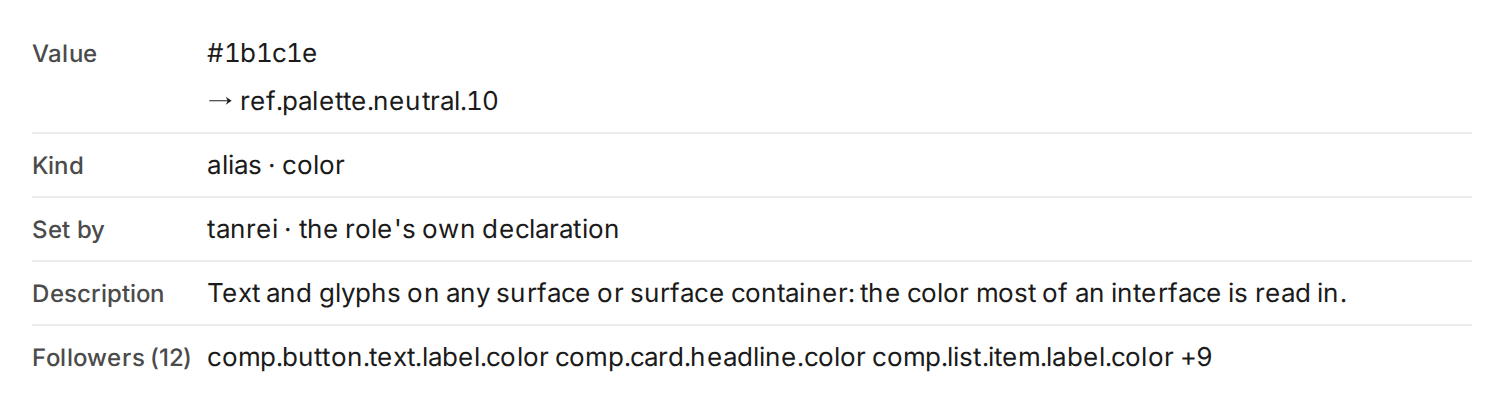 Value #1b1c1e
→ ref.palette.neutral.10
Kind alias · color
Set by tanrei · the role's own declaration
Description Text and glyphs on any surface or surface container: the color most of an interface is read in.
Followers (12) comp.button.text.label.color comp.card.headline.color comp.list.item.label.color +9